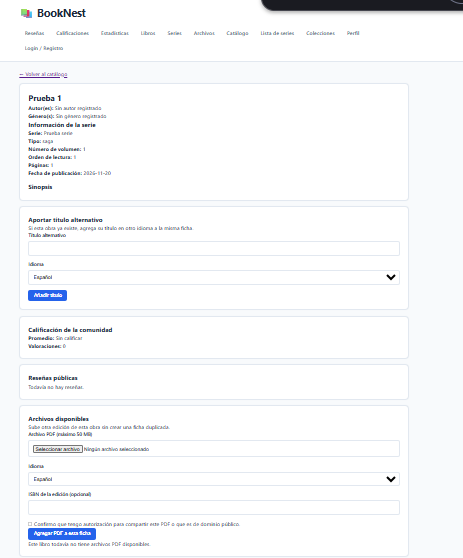 BookNest
Reseñas Calificaciones Estadísticas Libros Series Archivos Catálogo Lista de series Colecciones Perfil
Login / Registro
← Volver al catálogo
Prueba 1
Autor(es): Sin autor registrado
Género(s): Sin género registrado
Información de la serie
Serie: Prueba serie
Tipo: saga
Número de volumen: 1
Orden de lectura: 1
Páginas: 1
Fecha de publicación: 2026-11-20
Sinopsis
Aportar título alternativo
Si esta obra ya existe, agrega su título en otro idioma a la misma ficha.
Título alternativo
Idioma
Español
Añadir título
Calificación de la comunidad
Promedio: Sin calificar
Valoraciones: 0
Reseñas públicas
Todavía no hay reseñas.
Archivos disponibles
Sube otra edición de esta obra sin crear una ficha duplicada.
Archivo PDF (máximo 50 MB)
Seleccionar archivo Ningún archivo seleccionado
Idioma
Español
ISBN de la edición (opcional)
Confirmo que tengo autorización para compartir este PDF o que es de dominio público.
Agregar PDF a esta ficha
Este libro todavía no tiene archivos PDF disponibles.